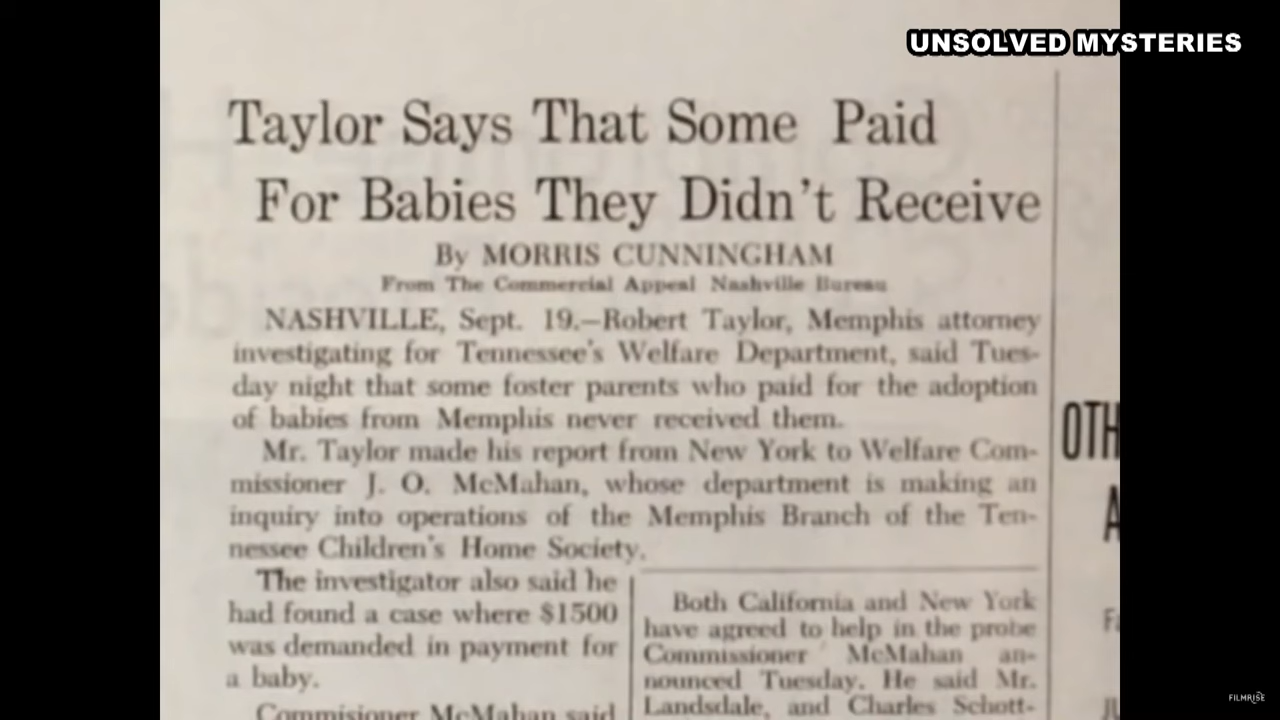 UNSOLVED MYSTERIES
Taylor Says That Some Paid
For Babies They Didn't Receive
By MORRIS CUNNINGHAM
From The Commercial Appeal Nashville Bureau
NASHVILLE, Sept. 19.—Robert Taylor, Memphis attorney
investigating for Tennessee's Welfare Department, said Tues-
day night that some foster parents who paid for the adoption
of babies from Memphis never received them.
Mr. Taylor made his report from New York to Welfare Com-
missioner J. O. McMahan, whose department is making an
inquiry into operations of the Memphis Branch of the Ten-
nessee Children's Home Society.
The investigator also said he
had found a case where $1500
was demanded in payment for
a baby.
Commisioner McMahan said
Both California and New York
have agreed to help in the probe
Commissioner McMahan an-
nounced Tuesday. He said Mr.
Landsdale, and Charles Schott-
OTH
A
FILMRISE